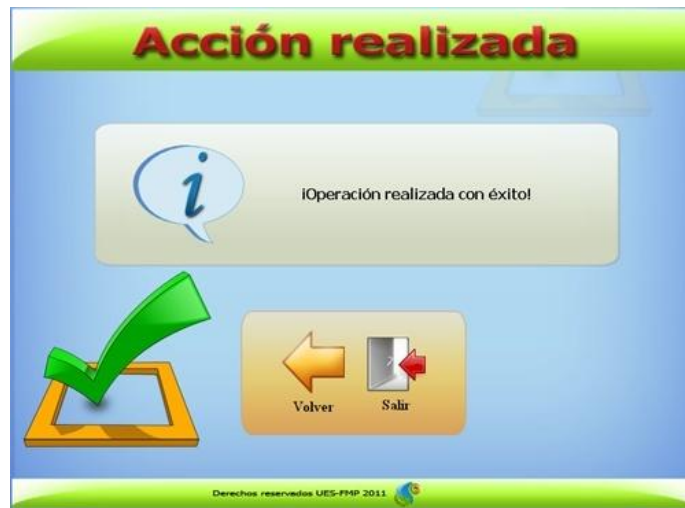 Acción realizada
¡Operación realizada con éxito!
Volver Salir
Derechos reservados UES-FMP 2011